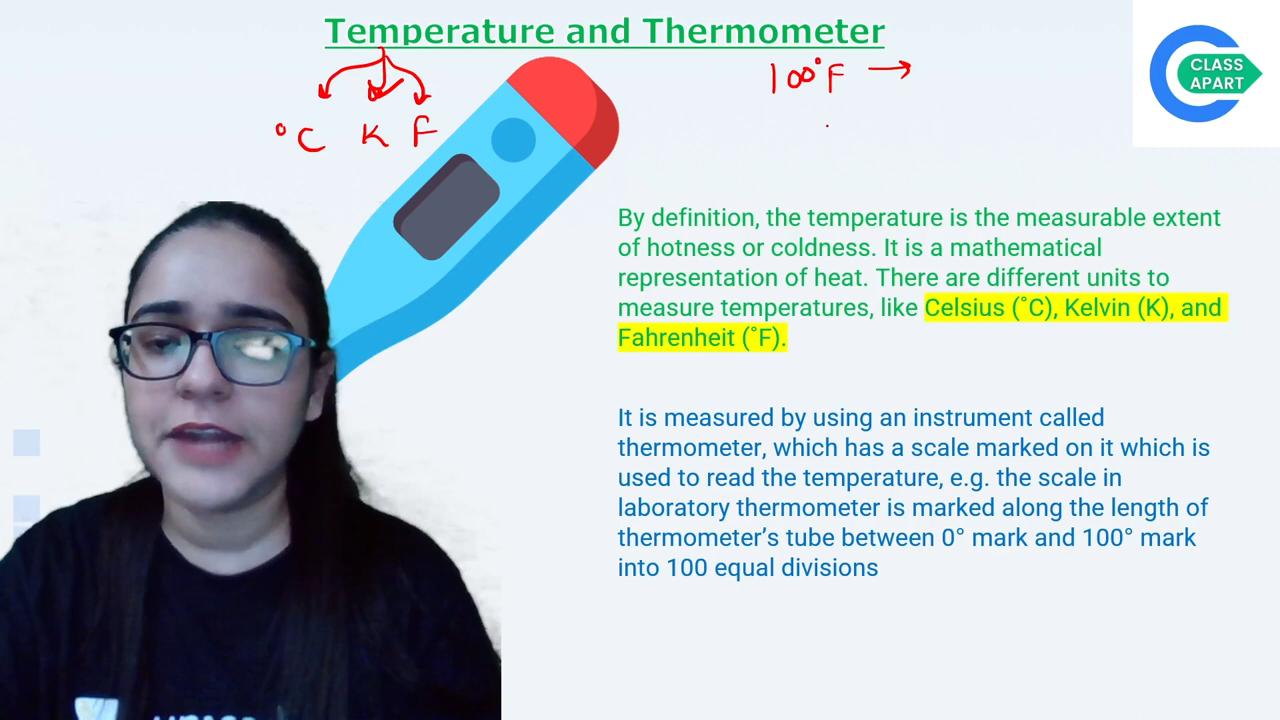 Temperature and Thermometer
100°F →
CLASS
APART
°C K F
By definition, the temperature is the measurable extent
of hotness or coldness. It is a mathematical
representation of heat. There are different units to
measure temperatures, like Celsius (˚C), Kelvin (K), and
Fahrenheit (˚F).
It is measured by using an instrument called
thermometer, which has a scale marked on it which is
used to read the temperature, e.g. the scale in
laboratory thermometer is marked along the length of
thermometer’s tube between 0° mark and 100° mark
into 100 equal divisions